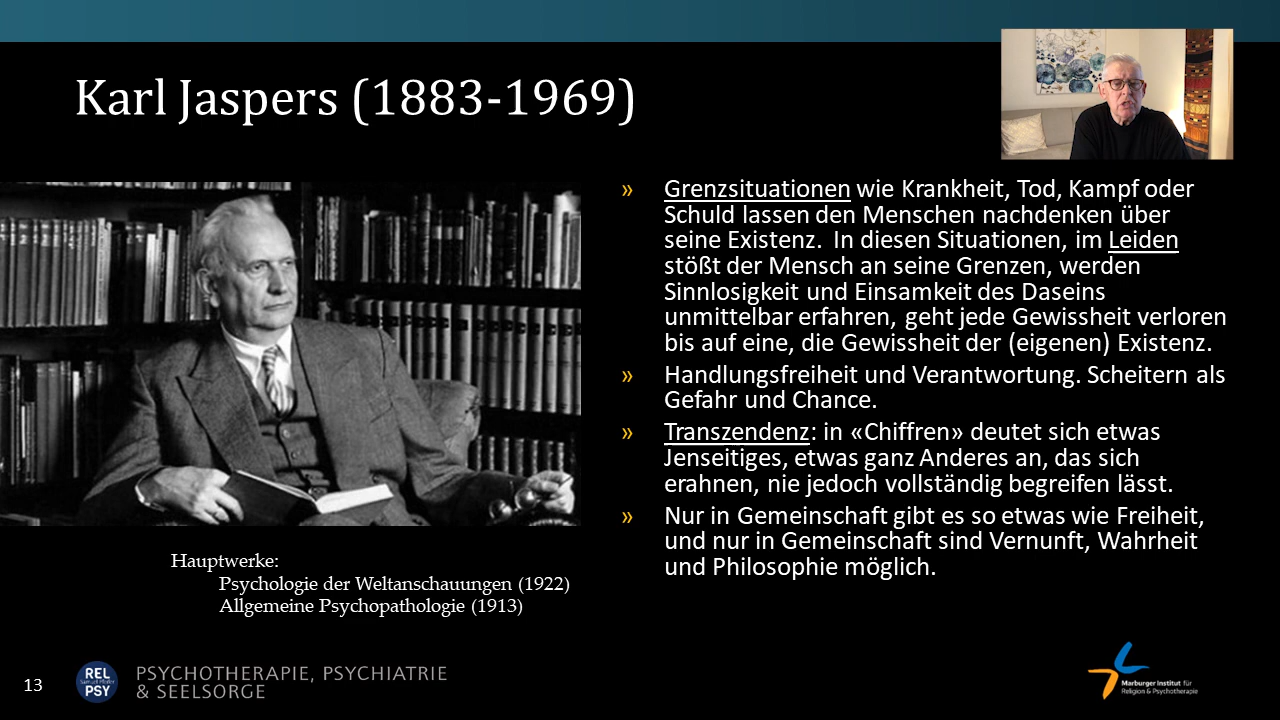 Karl Jaspers (1883-1969)
» Grenzsituationen wie Krankheit, Tod, Kampf oder
Schuld lassen den Menschen nachdenken über
seine Existenz.  In diesen Situationen, im Leiden
stößt der Mensch an seine Grenzen, werden
Sinnlosigkeit und Einsamkeit des Daseins
unmittelbar erfahren, geht jede Gewissheit verloren
bis auf eine, die Gewissheit der (eigenen) Existenz.
» Handlungsfreiheit und Verantwortung. Scheitern als
Gefahr und Chance.
» Transzendenz: in «Chiffren» deutet sich etwas
Jenseitiges, etwas ganz Anderes an, das sich
erahnen, nie jedoch vollständig begreifen lässt.
» Nur in Gemeinschaft gibt es so etwas wie Freiheit,
und nur in Gemeinschaft sind Vernunft, Wahrheit
und Philosophie möglich.
Hauptwerke:
Psychologie der Weltanschauungen (1922)
Allgemeine Psychopathologie (1913)
13
REL
Samuel Pfeifer
PSY
PSYCHOTHERAPIE, PSYCHIATRIE
& SEELSORGE
Marburger Institut für
Religion & Psychotherapie